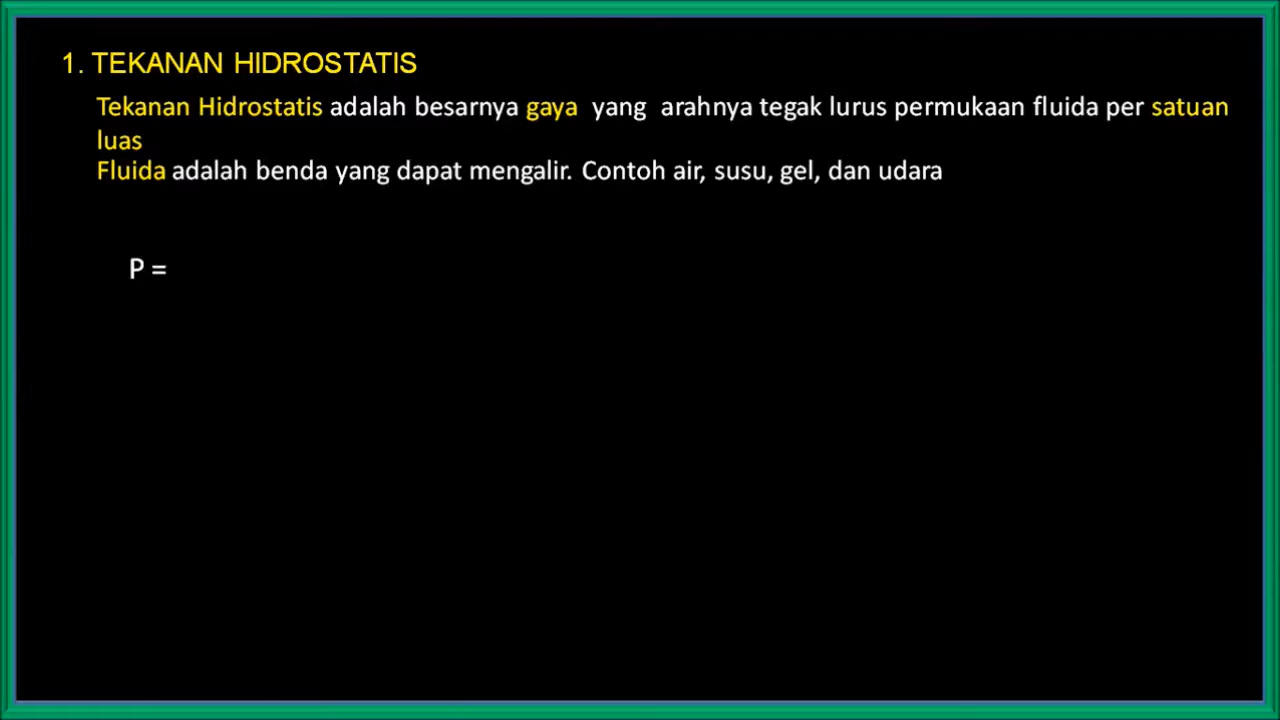 1. TEKANAN HIDROSTATIS
Tekanan Hidrostatis adalah besarnya gaya yang arahnya tegak lurus permukaan fluida per satuan
luas
Fluida adalah benda yang dapat mengalir. Contoh air, susu, gel, dan udara
P =